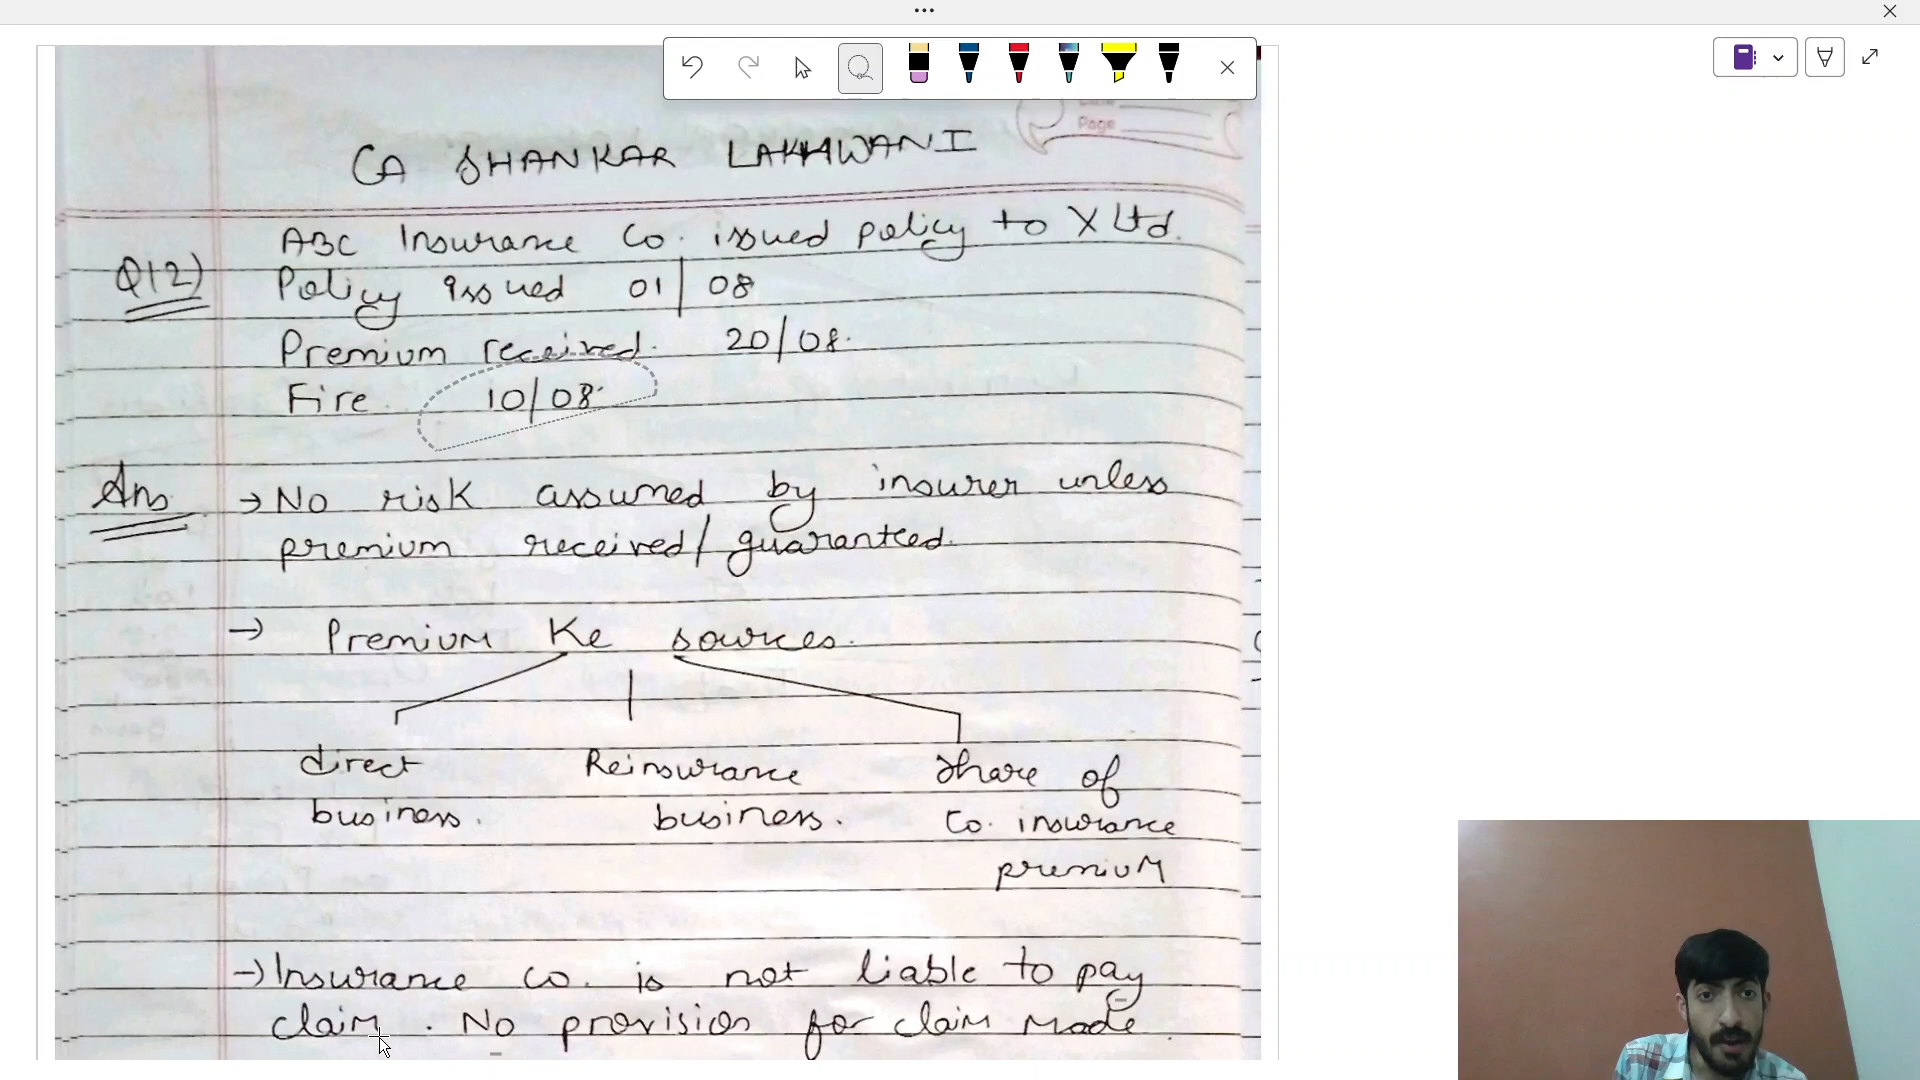 Page
CA SHANKAR LAKHWANI
Q12) ABC Insurance Co. issued policy to X Ltd.
Policy issued 01/08
Premium received. 20/08.
Fire 10/08.
Ans → No risk assumed by insurer unless
premium received/guaranteed.
→ Premium Ke sources.
direct business.
Reinsurance business.
Share of Co. insurance premium
→ Insurance co. is not liable to pay
claim. No provision for claim made.